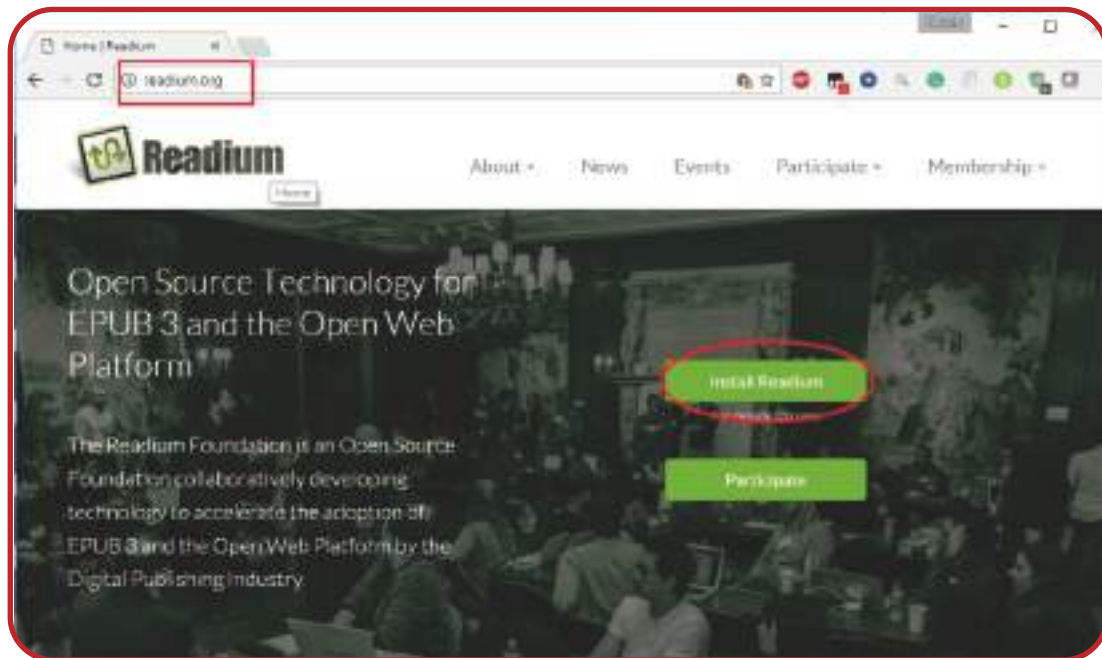 Home | Readium
readium.org
Readium
About
News
Events
Participate
Membership
Home
Open Source Technology for
EPUB 3 and the Open Web
Platform
Install Readium
The Readium Foundation is an Open Source
Foundation collaboratively developing
technology to accelerate the adoption of
EPUB 3 and the Open Web Platform by the
Digital Publishing Industry
Participate